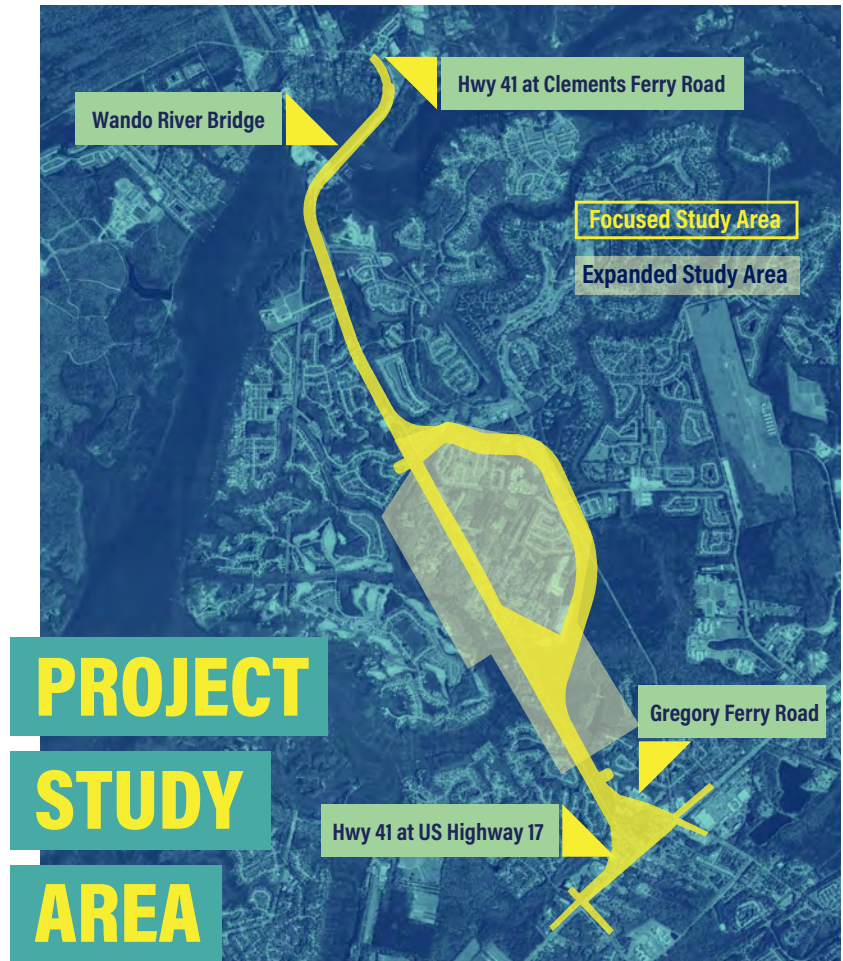 Hwy 41 at Clements Ferry Road
Wando River Bridge
Focused Study Area
Expanded Study Area
PROJECT
STUDY
AREA
Gregory Ferry Road
Hwy 41 at US Highway 17